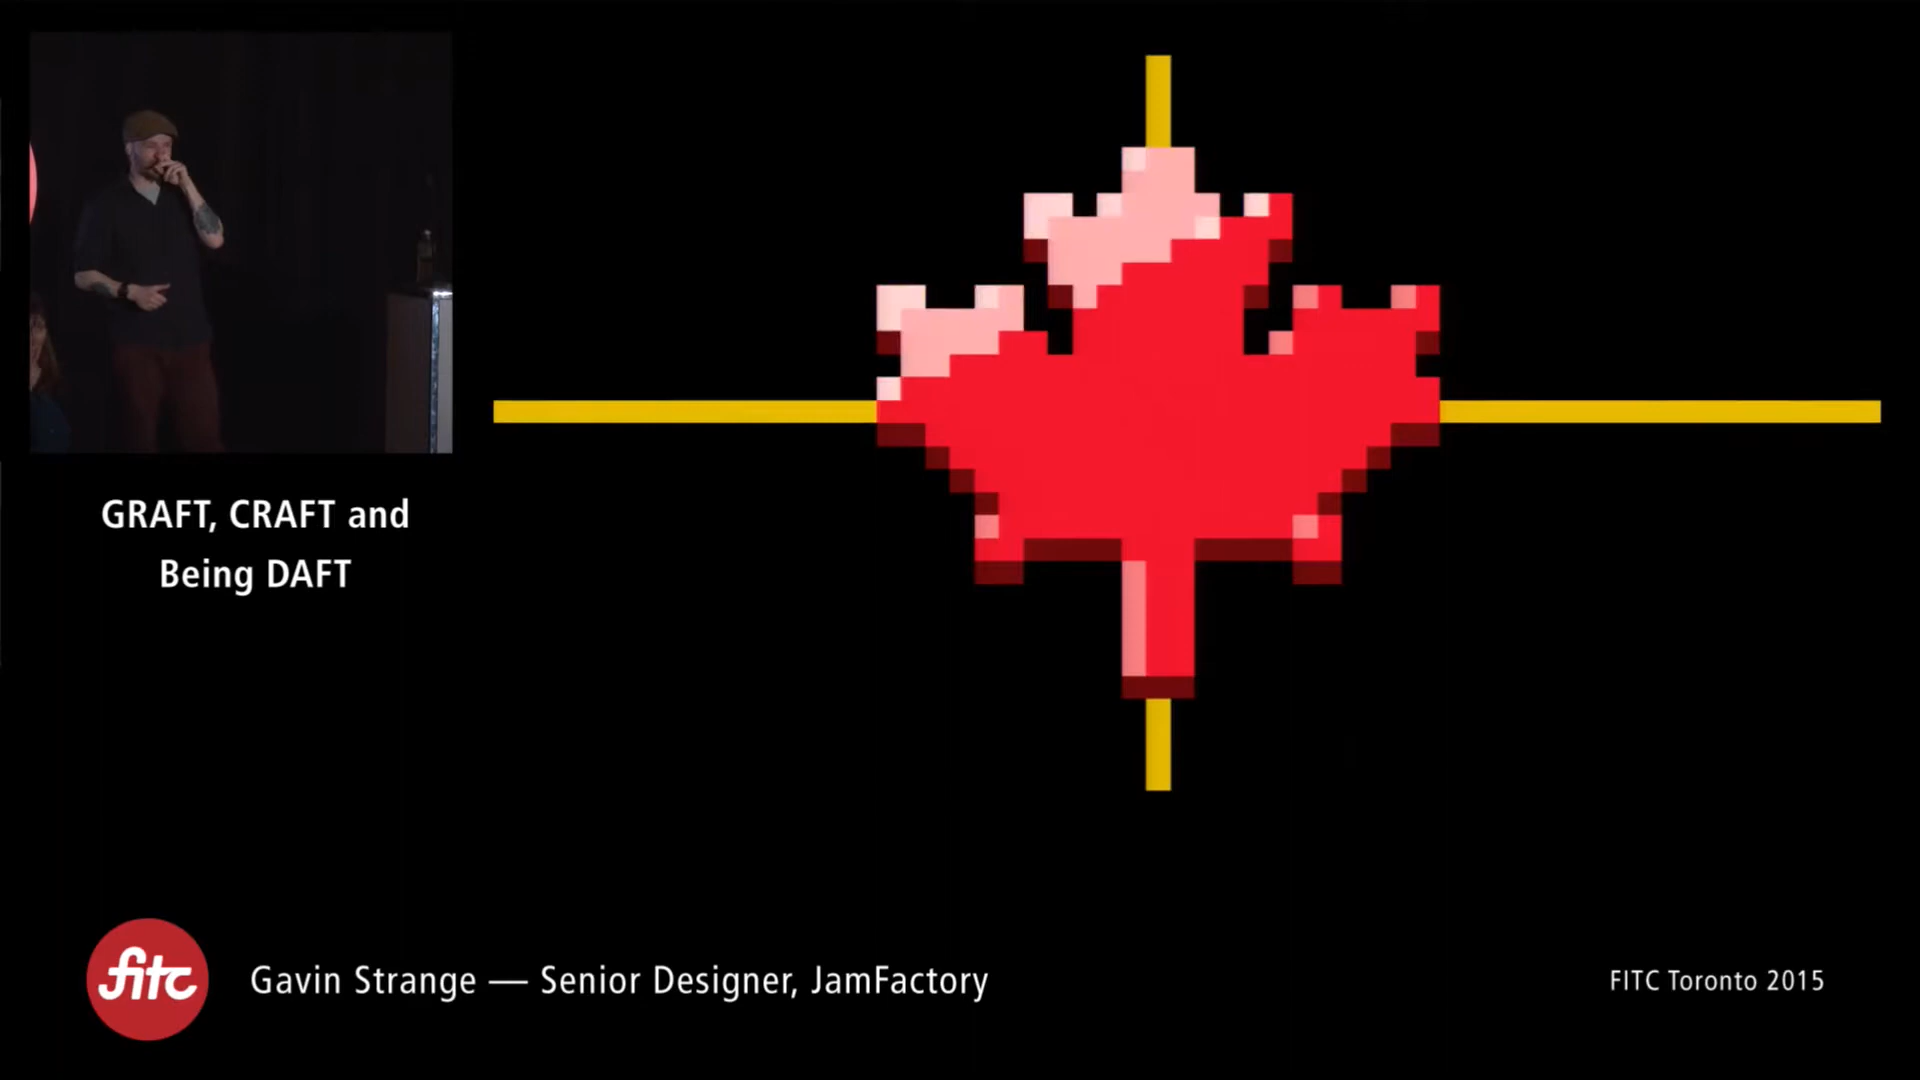 GRAFT, CRAFT and
Being DAFT
fitc
Gavin Strange — Senior Designer, JamFactory
FITC Toronto 2015